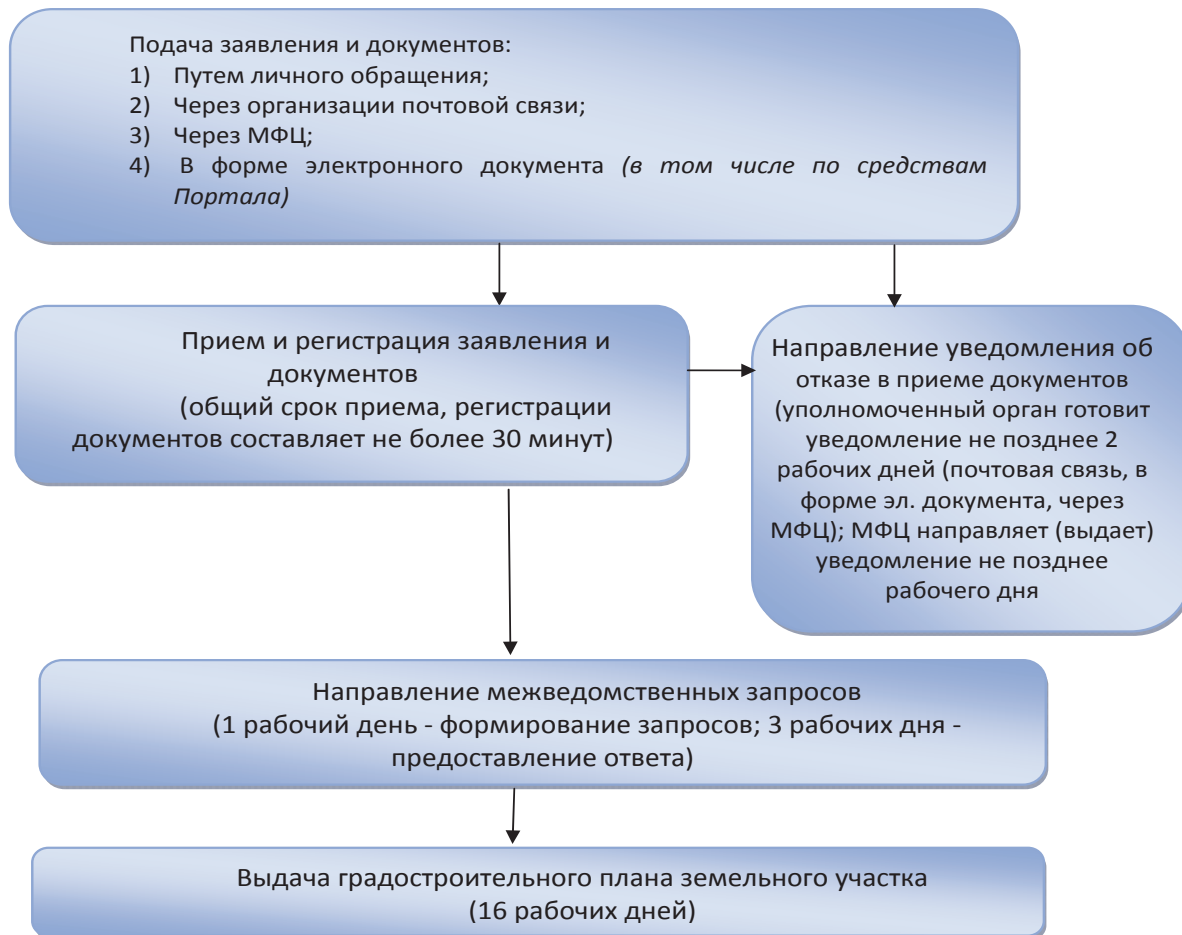 Подача заявления и документов:
1) Путем личного обращения;
2) Через организации почтовой связи;
3) Через МФЦ;
4) В форме электронного документа (в том числе по средствам
Портала)
Прием и регистрация заявления и
документов
(общий срок приема, регистрации
документов составляет не более 30 минут)
Направление уведомления об
отказе в приеме документов
(уполномоченный орган готовит
уведомление не позднее 2
рабочих дней (почтовая связь, в
форме эл. документа, через
МФЦ); МФЦ направляет (выдает)
уведомление не позднее
рабочего дня
Направление межведомственных запросов
(1 рабочий день - формирование запросов; 3 рабочих дня -
предоставление ответа)
Выдача градостроительного плана земельного участка
(16 рабочих дней)